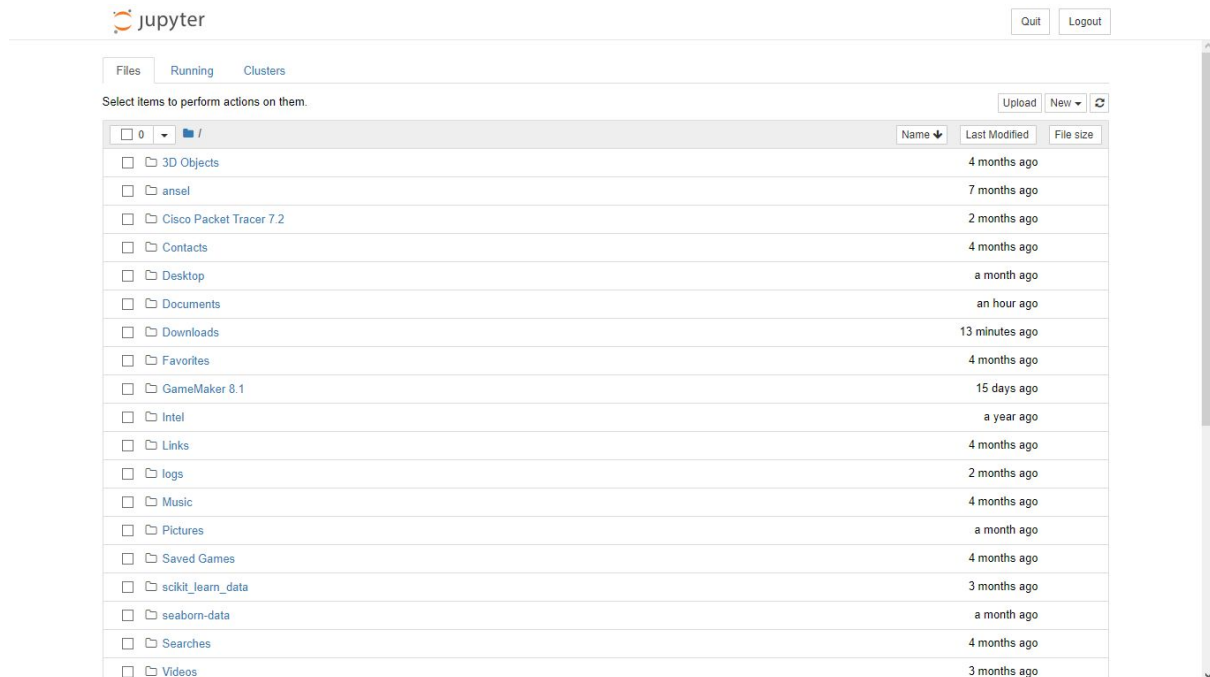 jupyter Quit Logout
Files Running Clusters
Select items to perform actions on them. Upload New
0 / Name Last Modified File size
3D Objects 4 months ago
ansel 7 months ago
Cisco Packet Tracer 7.2 2 months ago
Contacts 4 months ago
Desktop a month ago
Documents an hour ago
Downloads 13 minutes ago
Favorites 4 months ago
GameMaker 8.1 15 days ago
Intel a year ago
Links 4 months ago
logs 2 months ago
Music 4 months ago
Pictures a month ago
Saved Games 4 months ago
scikit_learn_data 3 months ago
seaborn-data a month ago
Searches 4 months ago
Videos 3 months ago